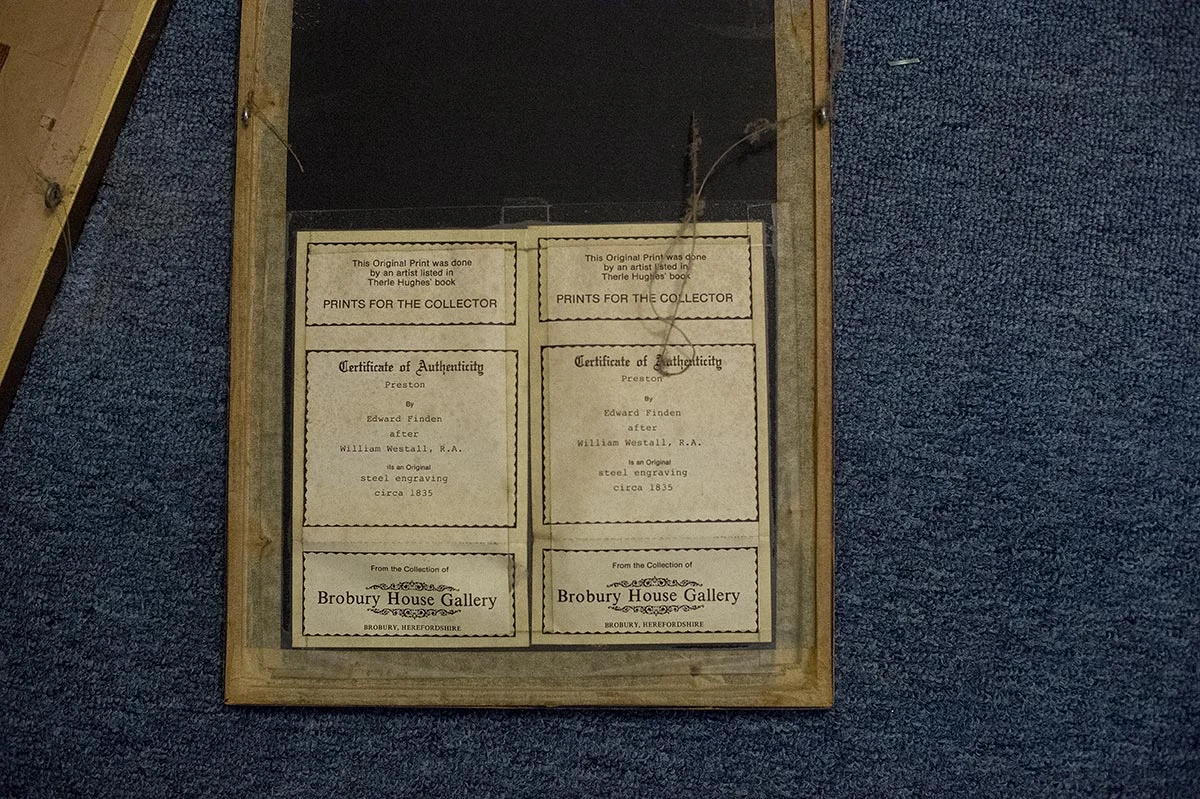 This Original Print was done
by an artist listed in
Therle Hughes' book
PRINTS FOR THE COLLECTOR
Certificate of Authenticity
Preston
By
Edward Finden
after
William Westall, R.A.
Is an Original
steel engraving
circa 1835
From the Collection of
Brobury House Gallery
BROBURY, HEREFORDSHIRE
This Original Print was done
by an artist listed in
Therle Hughes' book
PRINTS FOR THE COLLECTOR
Certificate of Authenticity
Preston
By
Edward Finden
after
William Westall, R.A.
Is an Original
steel engraving
circa 1835
From the Collection of
Brobury House Gallery
BROBURY, HEREFORDSHIRE